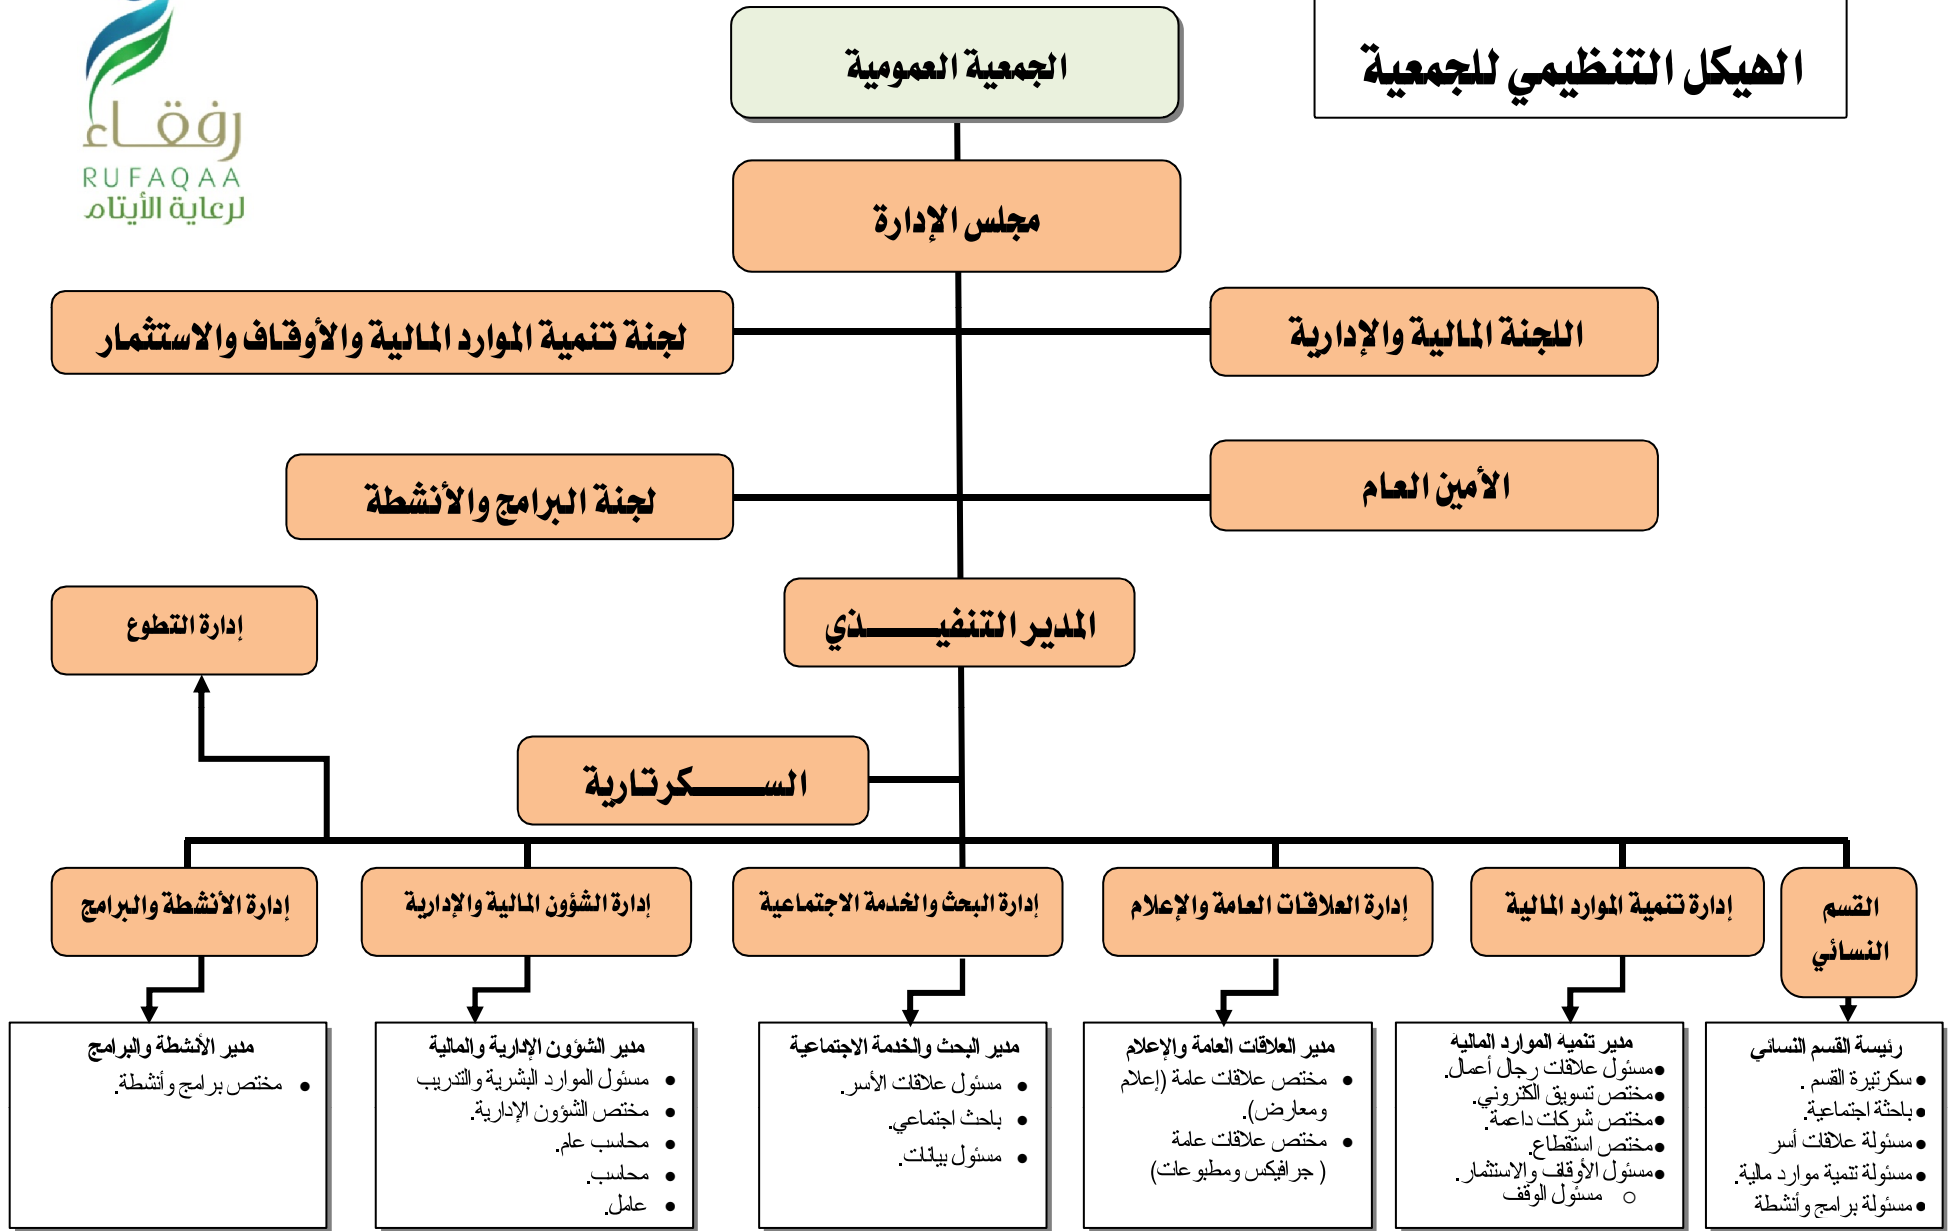 الهيكل التنظيمي للجمعية
رفقاء
RUFAQAA
لرعاية الأيتام
الجمعية العمومية
مجلس الإدارة
اللجنة المالية والإدارية
لجنة تنمية الموارد المالية والأوقاف والاستثمار
الأمين العام
لجنة البرامج والأنشطة
المدير التنفيـــــــذي
إدارة التطوع
الســــــكرتارية
القسم
النسائي
إدارة تنمية الموارد المالية
إدارة العلاقات العامة والإعلام
إدارة البحث والخدمة الاجتماعية
إدارة الشؤون المالية والإدارية
إدارة الأنشطة والبرامج
رئيسة القسم النسائي
• سكرتيرة القسم .
• باحثة اجتماعية.
• مسئولة علاقات أسر
• مسئولة تنمية موارد مالية.
• مسئولة برامج وأنشطة
مدير تنمية الموارد المالية
• مسئول علاقات رجال أعمال.
• مختص تسويق الكتروني.
• مختص شركات داعمة.
• مختص استقطاع.
• مسئول الأوقاف والاستثمار.
○ مسئول الوقف
مدير العلاقات العامة والإعلام
• مختص علاقات عامة (إعلام
ومعارض).
• مختص علاقات عامة
( جرافيكس ومطبوعات)
مدير البحث والخدمة الاجتماعية
• مسئول علاقات الأسر.
• باحث اجتماعي.
• مسئول بيانات.
مدير الشؤون الإدارية والمالية
• مسئول الموارد البشرية والتدريب
• مختص الشؤون الإدارية.
• محاسب عام.
• محاسب.
• عامل.
مدير الأنشطة والبرامج
• مختص برامج وأنشطة.